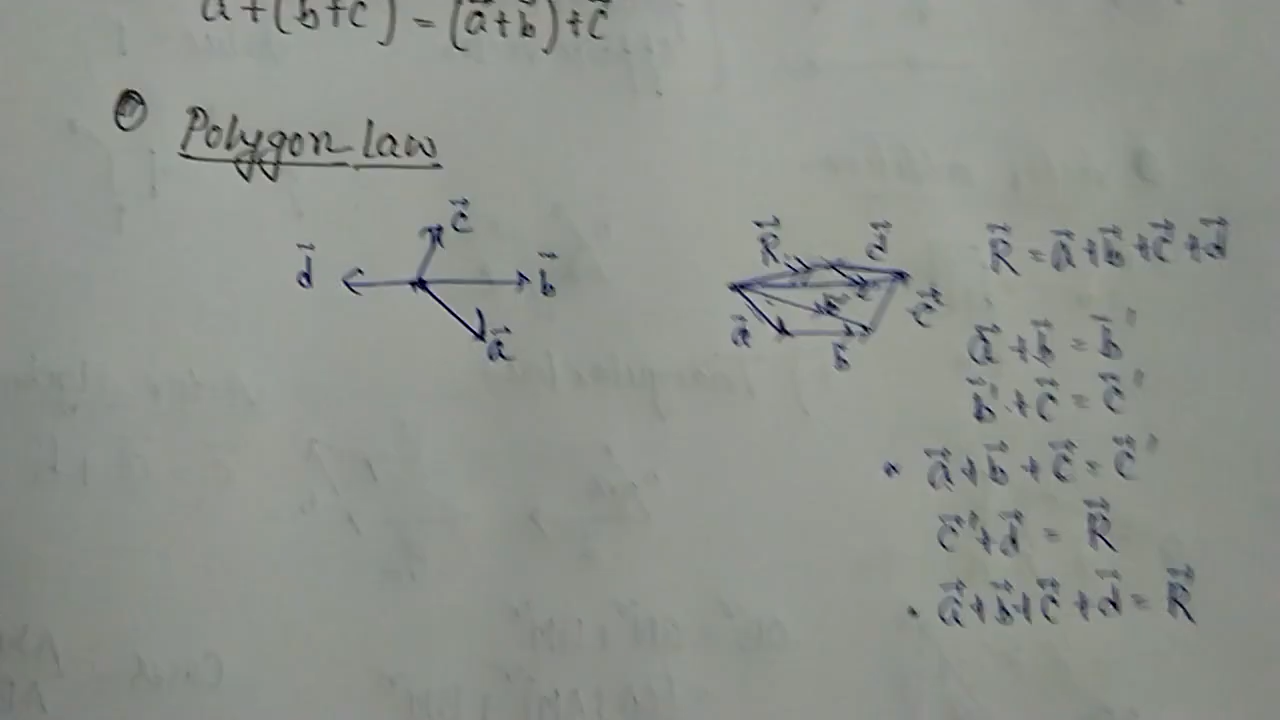 a + (b + c) = (a⃗ + b⃗) + c⃗
Polygon law
c⃗
d⃗
b⃗
a⃗
R⃗
d⃗
R⃗ = a⃗ + b⃗ + c⃗ + d⃗
b⃗'
c⃗'
c⃗
a⃗
b⃗
a⃗ + b⃗ = b⃗'
b⃗' + c⃗ = c⃗'
• a⃗ + b⃗ + c⃗ = c⃗'
c⃗' + d⃗ = R⃗
• a⃗ + b⃗ + c⃗ + d⃗ = R⃗